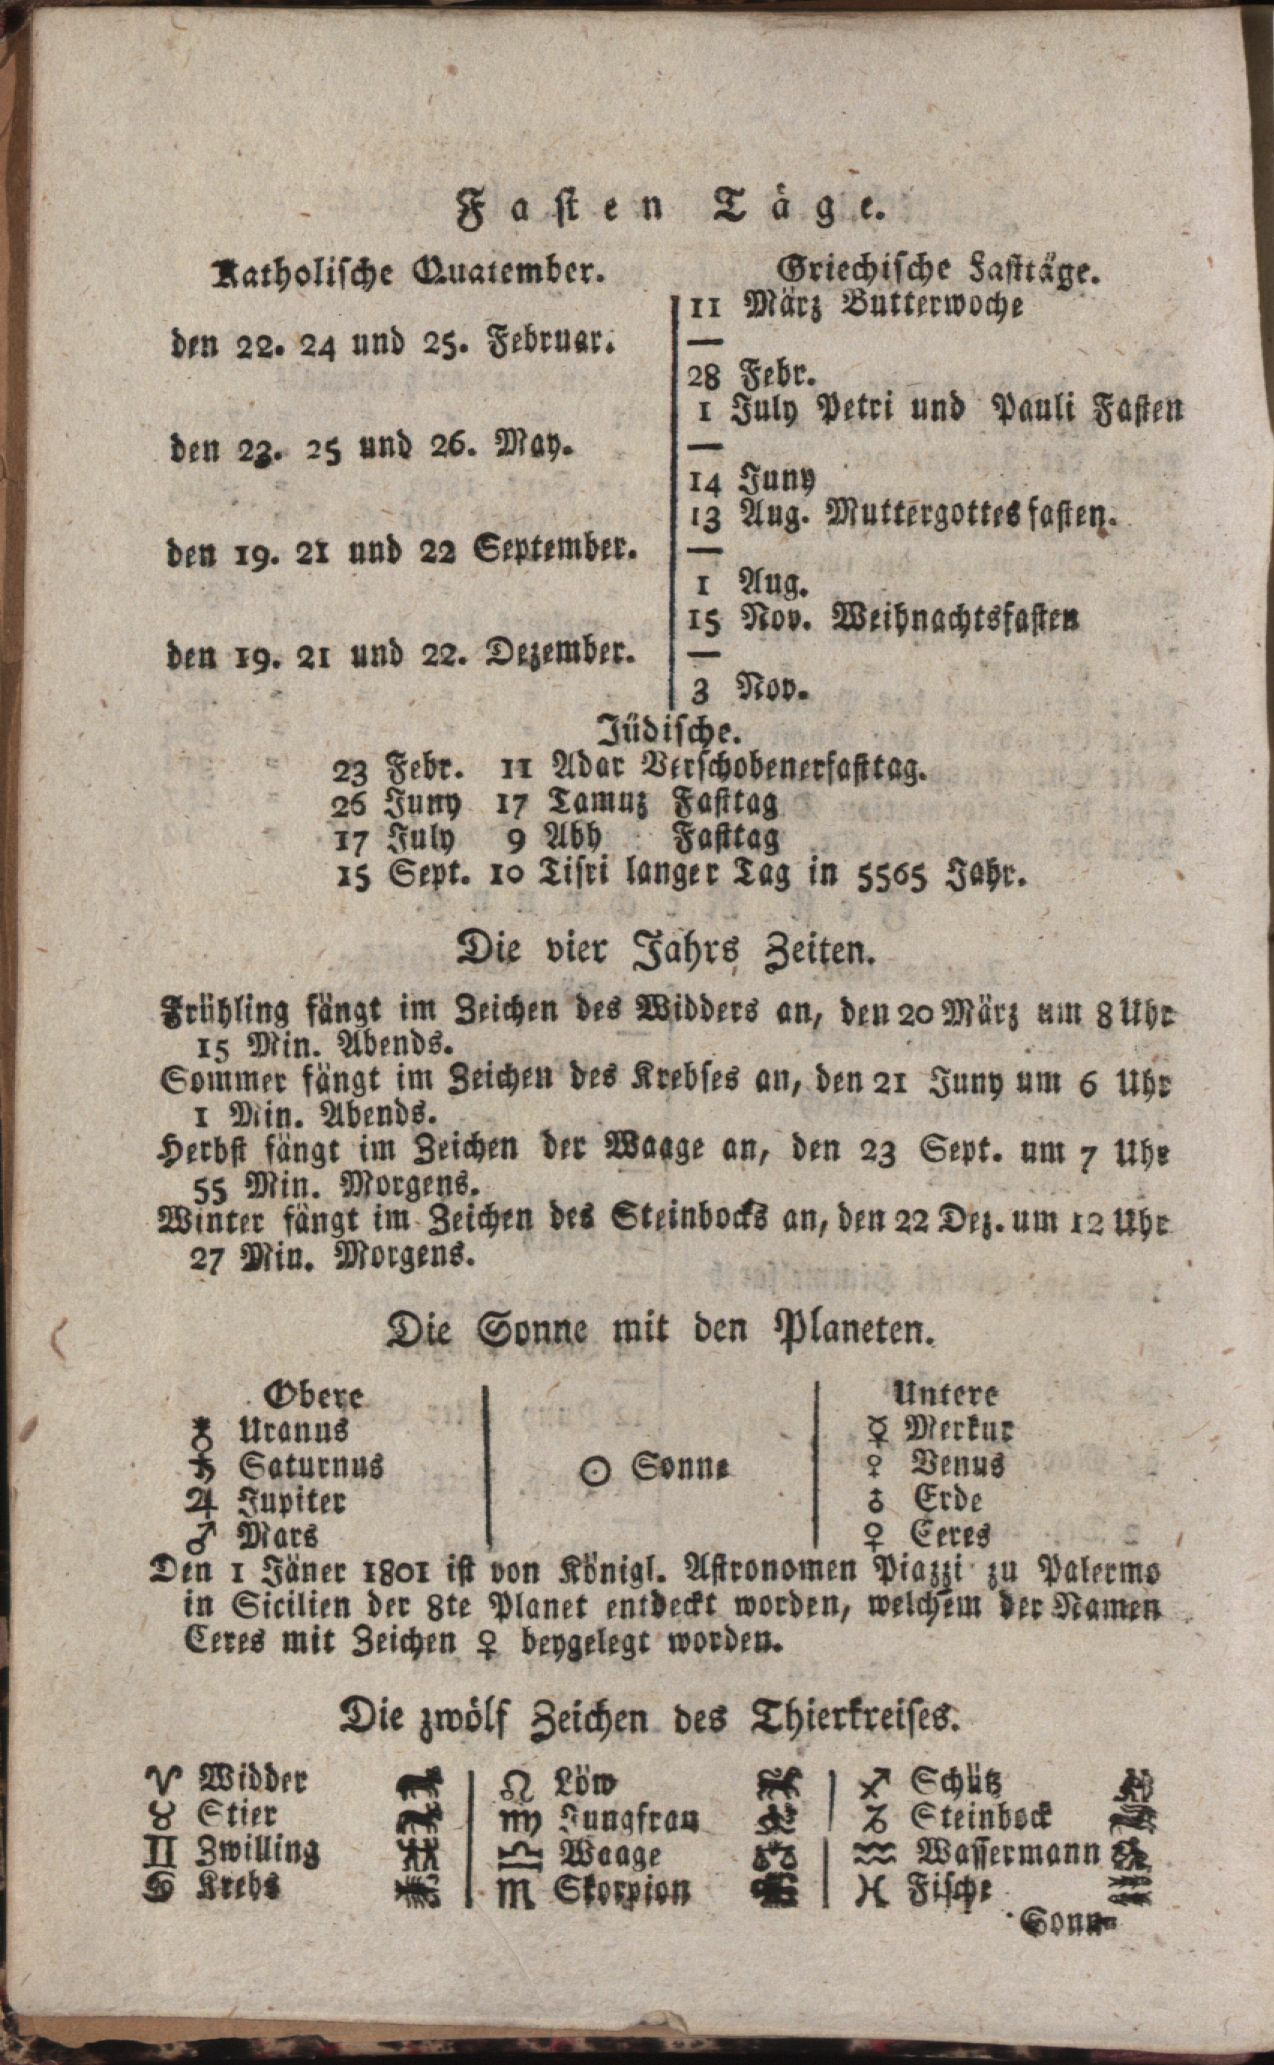 Fasten Täge.
Katholische Quatember.
den 22. 24 und 25. Februar.
den 23. 25 und 26. May.
den 19. 21 und 22 September.
den 19. 21 und 22. Dezember.
Griechische Fasttäge.
11 März Butterwoche
—
28 Febr.
1 July Petri und Pauli Fasten
—
14 Juny
13 Aug. Muttergottesfasten.
—
1 Aug.
15 Nov. Weihnachtsfasten
—
3 Nov.
Jüdische.
23 Febr. 11 Adar Verschobenerfasttag.
26 Juny 17 Tamuz Fasttag
17 July 9 Abh Fasttag
15 Sept. 10 Tisri langer Tag in 5565 Jahr.
Die vier Jahrs Zeiten.
Frühling fängt im Zeichen des Widders an, den 20 März um 8 Uhr
15 Min. Abends.
Sommer fängt im Zeichen des Krebses an, den 21 Juny um 6 Uhr
1 Min. Abends.
Herbst fängt im Zeichen der Waage an, den 23 Sept. um 7 Uhr
55 Min. Morgens.
Winter fängt im Zeichen des Steinbocks an, den 22 Dez. um 12 Uhr
27 Min. Morgens.
Die Sonne mit den Planeten.
Obere
⛢ Uranus
♄ Saturnus
♃ Jupiter
♂ Mars
☉ Sonne
Untere
☿ Merkur
♀ Venus
♁ Erde
♀ Ceres
Den 1 Jäner 1801 ist von Königl. Astronomen Piazzi zu Palermo
in Sicilien der 8te Planet entdeckt worden, welchem der Namen
Ceres mit Zeichen ♀ beygelegt worden.
Die zwölf Zeichen des Thierkreises.
♈ Widder
♉ Stier
♊ Zwilling
♋ Krebs
♌ Löw
♍ Jungfrau
♎ Waage
♏ Skorpion
♐ Schütz
♑ Steinbock
♒ Wassermann
♓ Fische
Sonn-